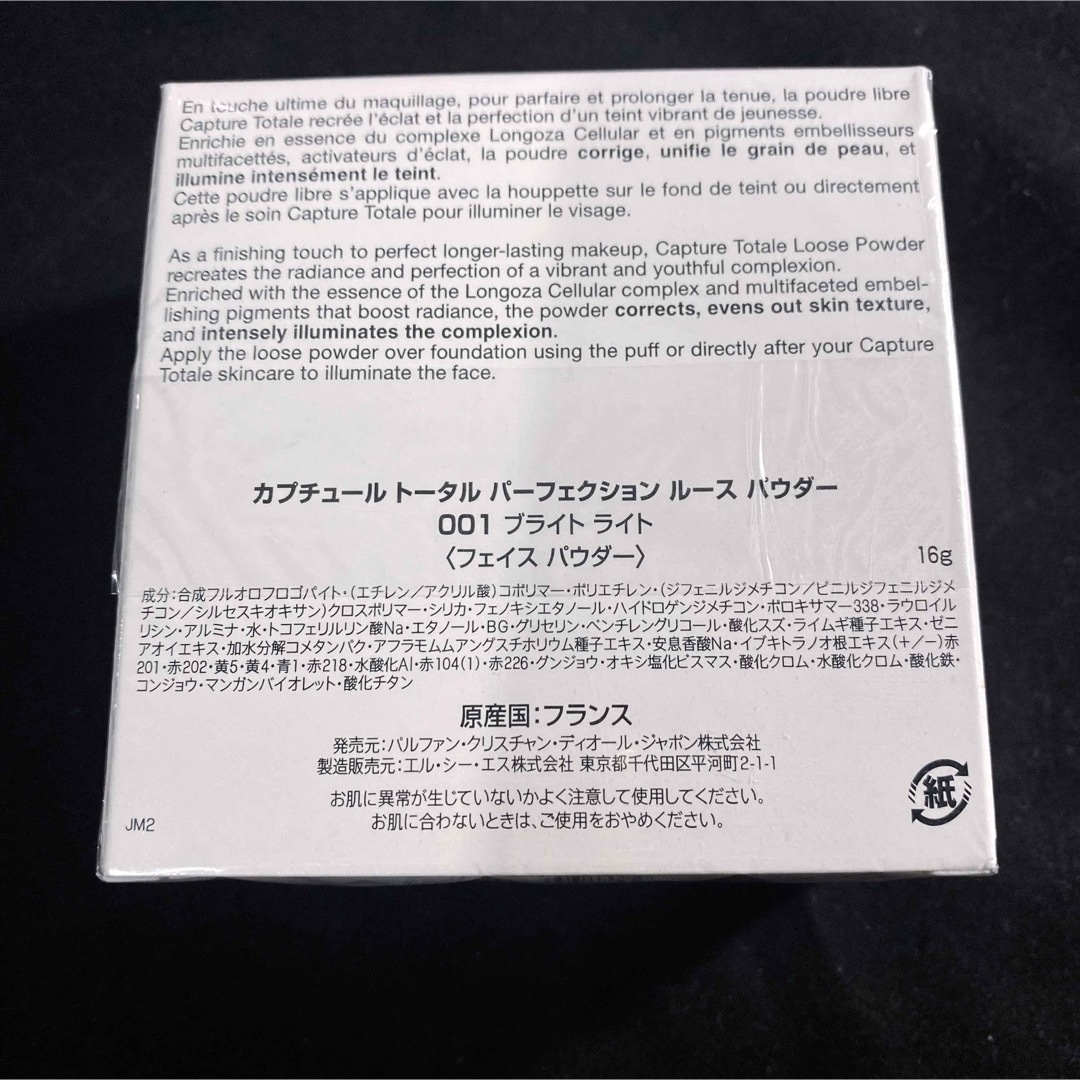 En touche ultime du maquillage, pour parfaire et prolonger la tenue, la poudre libre
Capture Totale recrée l'éclat et la perfection d'un teint vibrant de jeunesse.
Enrichie en essence du complexe Longoza Cellular et en pigments embellisseurs
multifacettés, activateurs d'éclat, la poudre corrige, unifie le grain de peau, et
illumine intensément le teint.
Cette poudre libre s'applique avec la houppette sur le fond de teint ou directement
après le soin Capture Totale pour illuminer le visage.
As a finishing touch to perfect longer-lasting makeup, Capture Totale Loose Powder
recreates the radiance and perfection of a vibrant and youthful complexion.
Enriched with the essence of the Longoza Cellular complex and multifaceted embel-
lishing pigments that boost radiance, the powder corrects, evens out skin texture,
and intensely illuminates the complexion.
Apply the loose powder over foundation using the puff or directly after your Capture
Totale skincare to illuminate the face.
カプチュール トータル パーフェクション ルース パウダー
001 ブライト ライト
〈フェイス パウダー〉 16g
成分:合成フルオロフロゴパイト・(エチレン/アクリル酸)コポリマー・ポリエチレン・(ジフェニルジメチコン/ビニルジフェニルジメ
チコン/シルセスキオキサン)クロスポリマー・シリカ・フェノキシエタノール・ハイドロゲンジメチコン・ポロキサマー338・ラウロイル
リシン・アルミナ・水・トコフェリルリン酸Na・エタノール・BG・グリセリン・ペンチレングリコール・酸化スズ・ライムギ種子エキス・ゼニ
アオイエキス・加水分解コメタンパク・アフラモムムアングスチホリウム種子エキス・安息香酸Na・イブキトラノオ根エキス(+/−)赤
201・赤202・黄5・黄4・青1・赤218・水酸化Al・赤104(1)・赤226・グンジョウ・オキシ塩化ビスマス・酸化クロム・水酸化クロム・酸化鉄・
コンジョウ・マンガンバイオレット・酸化チタン
原産国:フランス
発売元:パルファン・クリスチャン・ディオール・ジャポン株式会社
製造販売元:エル・シー・エス株式会社 東京都千代田区平河町2-1-1
お肌に異常が生じていないかよく注意して使用してください。
お肌に合わないときは、ご使用をおやめください。
紙
JM2